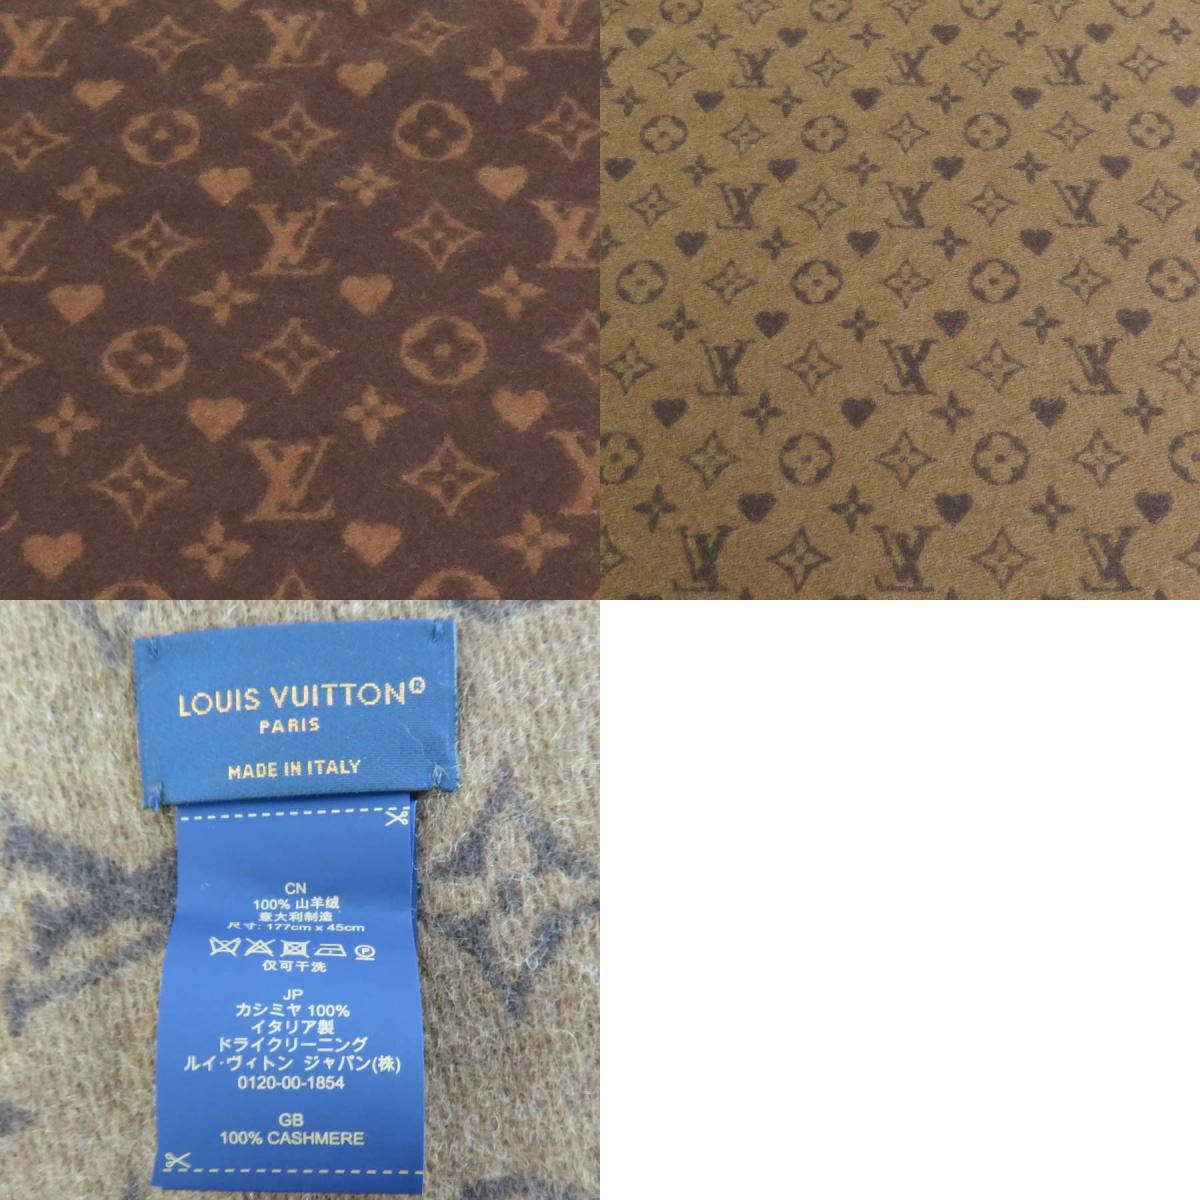 LOUIS VUITTON®
PARIS
MADE IN ITALY
CN
100% 山羊绒
意大利制造
尺寸: 177cm x 45cm
仅可干洗
JP
カシミヤ 100%
イタリア製
ドライクリーニング
ルイ･ヴィトン ジャパン(株)
0120-00-1854
GB
100% CASHMERE